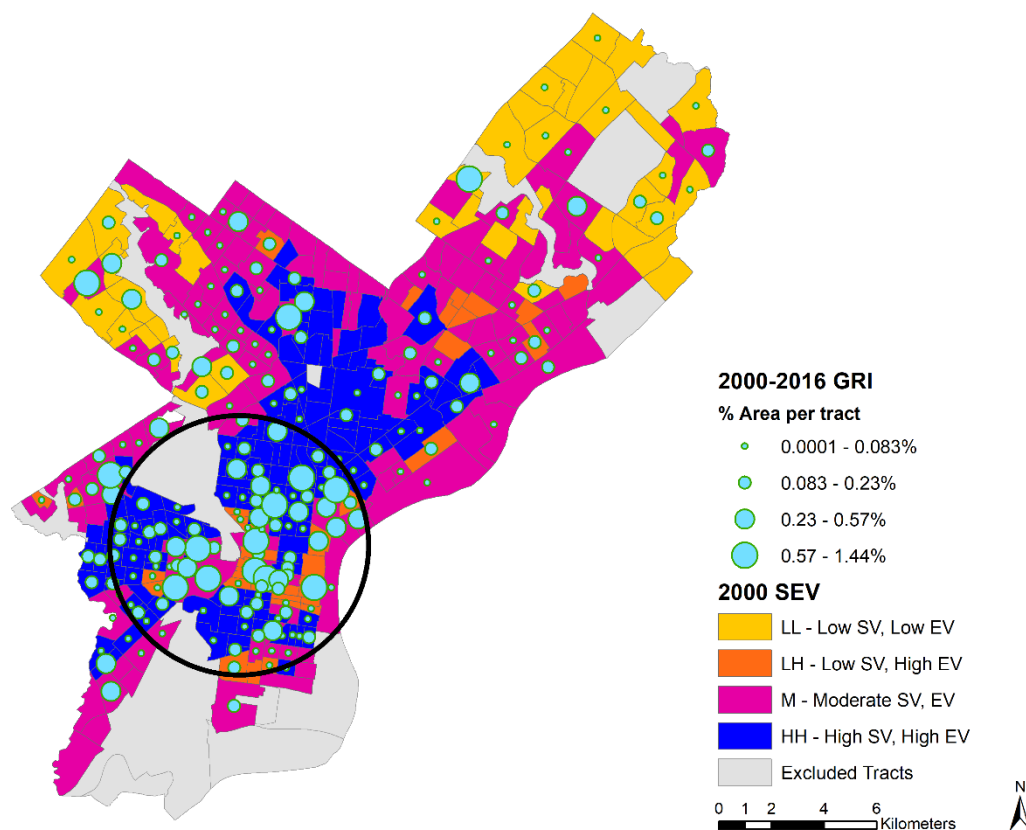 2000-2016 GRI
% Area per tract
0.0001 - 0.083%
0.083 - 0.23%
0.23 - 0.57%
0.57 - 1.44%
2000 SEV
LL - Low SV, Low EV
LH - Low SV, High EV
M - Moderate SV, EV
HH - High SV, High EV
Excluded Tracts
0 1 2 4 6
Kilometers
N